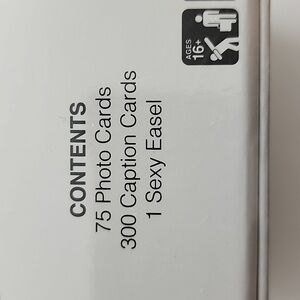 CONTENTS
75 Photo Cards
300 Caption Cards
1 Sexy Easel
AGES
16+